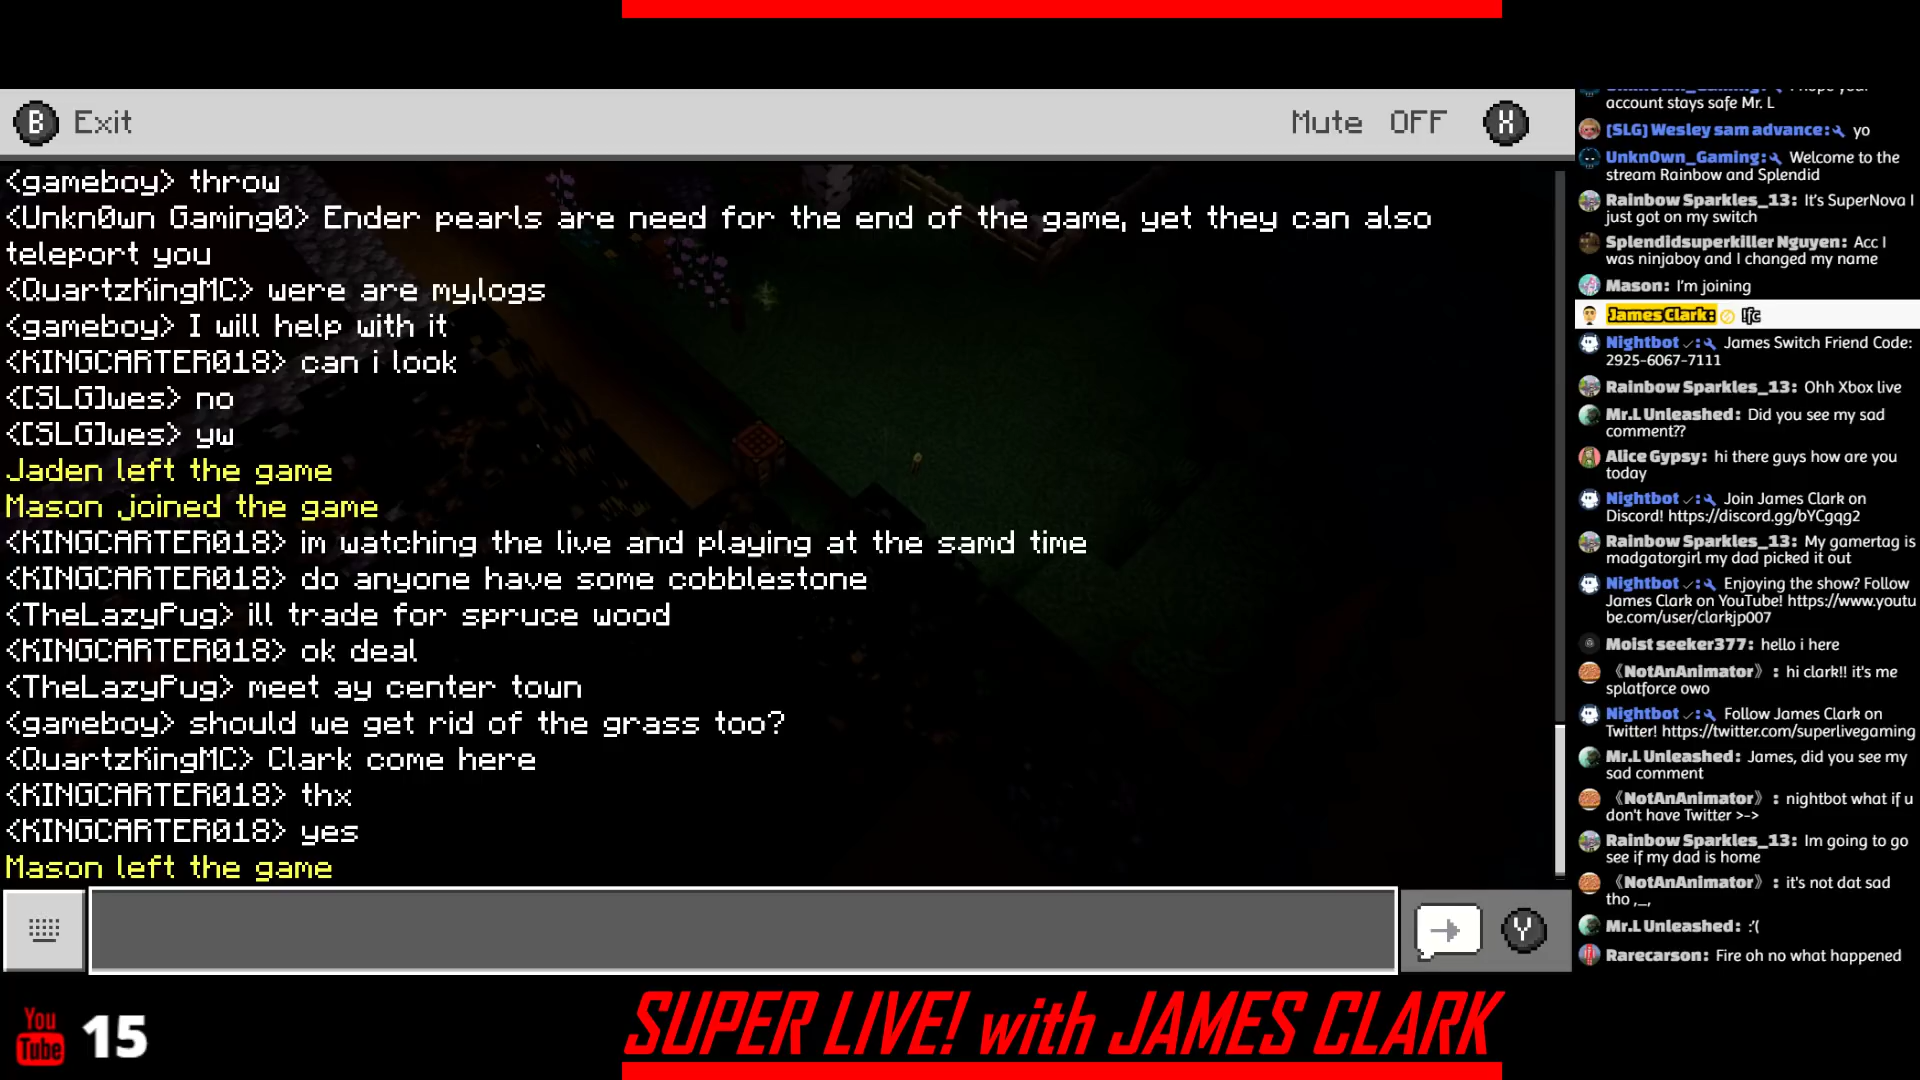 B Exit
Mute OFF X
<gameboy> throw
<Unkn0wn Gaming0> Ender pearls are need for the end of the game, yet they can also
teleport you
<QuartzKingMC> were are my,logs
<gameboy> I will help with it
<KINGCARTER018> can i look
<[SLG]wes> no
<[SLG]wes> yw
Jaden left the game
Mason joined the game
<KINGCARTER018> im watching the live and playing at the samd time
<KINGCARTER018> do anyone have some cobblestone
<TheLazyPug> ill trade for spruce wood
<KINGCARTER018> ok deal
<TheLazyPug> meet ay center town
<gameboy> should we get rid of the grass too?
<QuartzKingMC> Clark come here
<KINGCARTER018> thx
<KINGCARTER018> yes
Mason left the game
Y
account stays safe Mr. L
[SLG] Wesley sam advance: yo
Unkn0wn_Gaming: Welcome to the
stream Rainbow and Splendid
Rainbow Sparkles_13: It's SuperNova I
just got on my switch
Splendidsuperkiller Nguyen: Acc I
was ninjaboy and I changed my name
Mason: I'm joining
James Clark: !fc
Nightbot ✓: James Switch Friend Code:
2925-6067-7111
Rainbow Sparkles_13: Ohh Xbox live
Mr.L Unleashed: Did you see my sad
comment??
Alice Gypsy: hi there guys how are you
today
Nightbot ✓: Join James Clark on
Discord! https://discord.gg/bYCgqg2
Rainbow Sparkles_13: My gamertag is
madgatorgirl my dad picked it out
Nightbot ✓: Enjoying the show? Follow
James Clark on YouTube! https://www.youtu
be.com/user/clarkjp007
Moist seeker377: hello i here
《NotAnAnimator》: hi clark!! it's me
splatforce owo
Nightbot ✓: Follow James Clark on
Twitter! https://twitter.com/superlivegaming
Mr.L Unleashed: James, did you see my
sad comment
《NotAnAnimator》: nightbot what if u
don't have Twitter >->
Rainbow Sparkles_13: Im going to go
see if my dad is home
《NotAnAnimator》: it's not dat sad
tho ,_,
Mr.L Unleashed: :'(
Rarecarson: Fire oh no what happened
You
Tube 15
SUPER LIVE! with JAMES CLARK